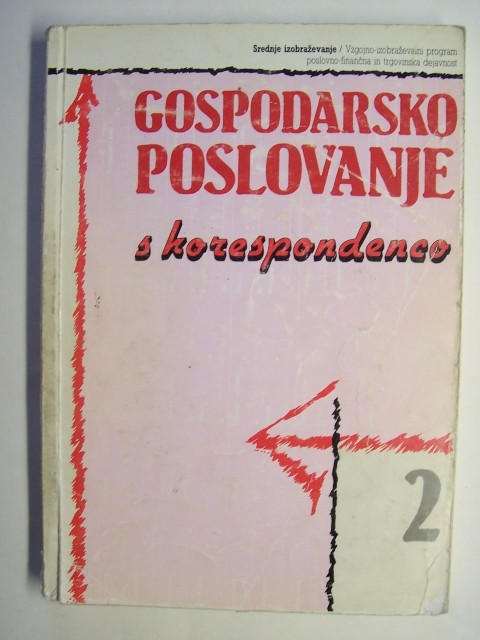 Srednje izobraževanje / Vzgojno-izobraževalni program
poslovno-finančna in trgovinska dejavnost
GOSPODARSKO
POSLOVANJE
s korespondenco
2